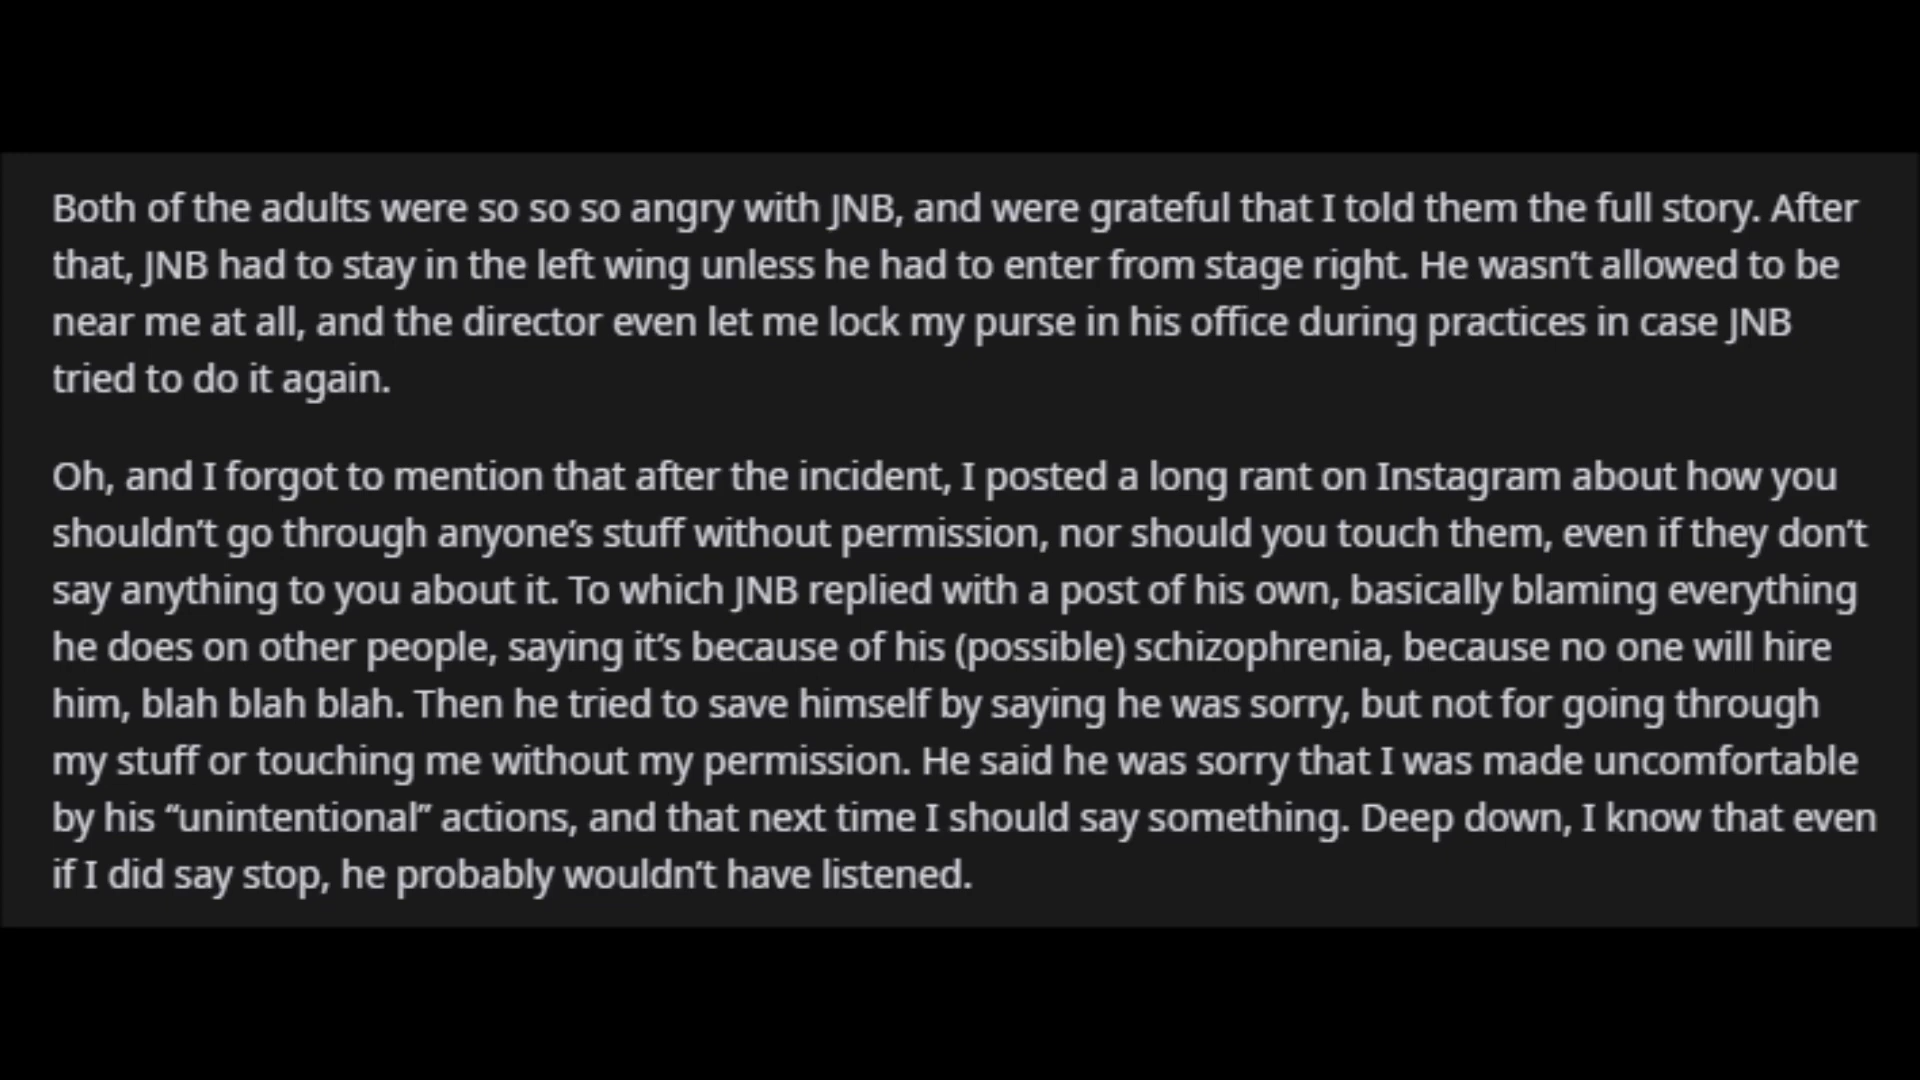 Both of the adults were so so so angry with JNB, and were grateful that I told them the full story. After
that, JNB had to stay in the left wing unless he had to enter from stage right. He wasn’t allowed to be
near me at all, and the director even let me lock my purse in his office during practices in case JNB
tried to do it again.
Oh, and I forgot to mention that after the incident, I posted a long rant on Instagram about how you
shouldn’t go through anyone’s stuff without permission, nor should you touch them, even if they don’t
say anything to you about it. To which JNB replied with a post of his own, basically blaming everything
he does on other people, saying it’s because of his (possible) schizophrenia, because no one will hire
him, blah blah blah. Then he tried to save himself by saying he was sorry, but not for going through
my stuff or touching me without my permission. He said he was sorry that I was made uncomfortable
by his “unintentional” actions, and that next time I should say something. Deep down, I know that even
if I did say stop, he probably wouldn’t have listened.